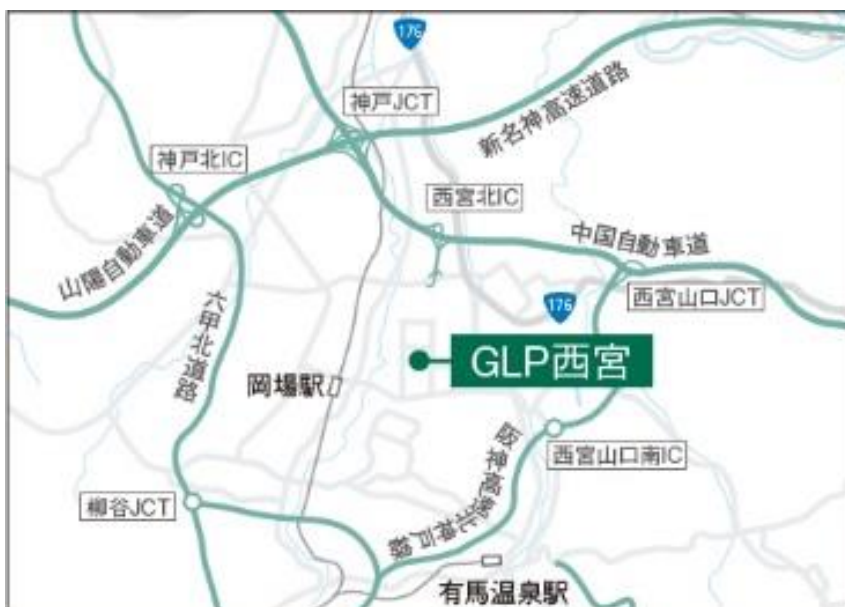 176
神戸JCT
新名神高速道路
神戸北IC
西宮北IC
山陽自動車道
中国自動車道
西宮山口JCT
176
六甲北道路
GLP西宮
岡場駅
西宮山口南IC
阪神高速北神戸線
柳谷JCT
有馬温泉駅